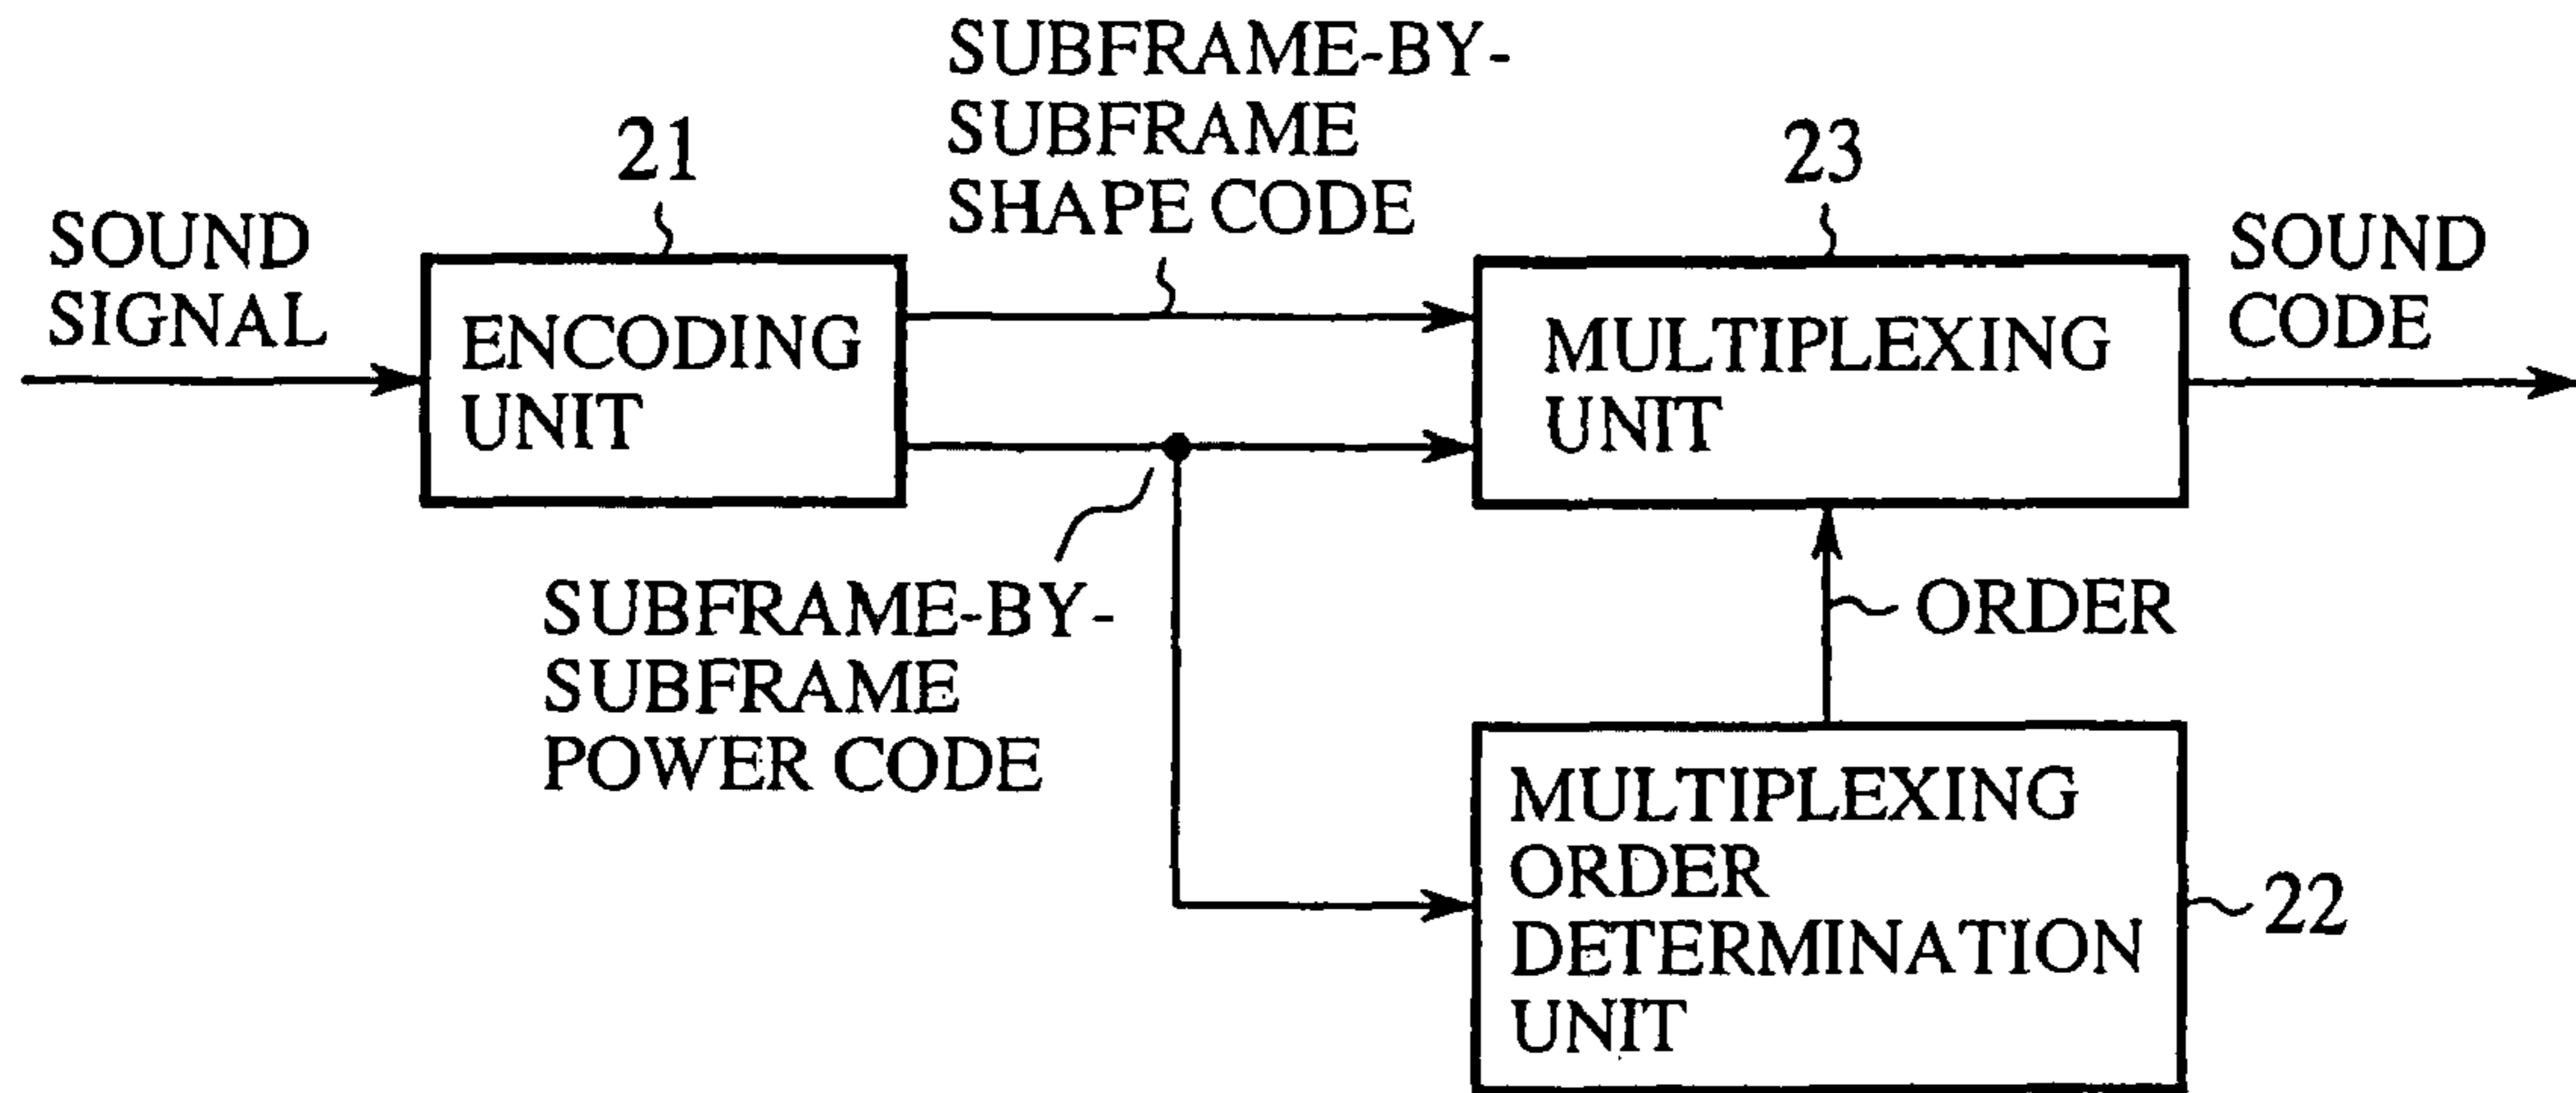 SOUND
SIGNAL
21
ENCODING
UNIT
SUBFRAME-BY-
SUBFRAME
SHAPE CODE
SUBFRAME-BY-
SUBFRAME
POWER CODE
23
MULTIPLEXING
UNIT
SOUND
CODE
ORDER
MULTIPLEXING
ORDER
DETERMINATION
UNIT
22